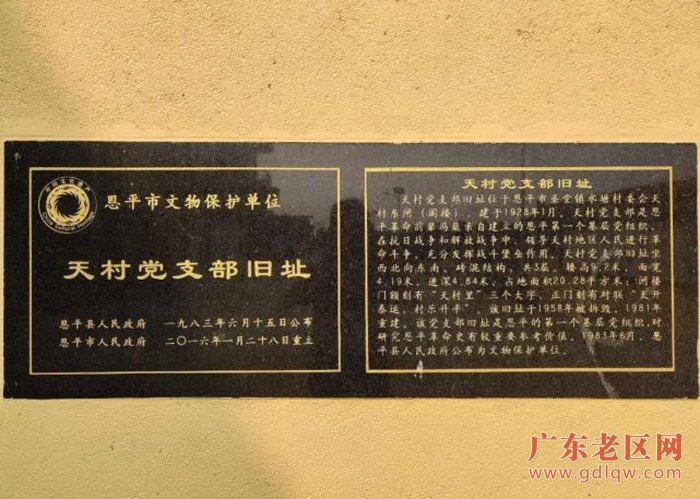 恩平市文物保护单位
天村党支部旧址
恩平县人民政府 一九八三年六月十五日公布
恩平市人民政府 二〇一六年一月二十八日重立
天村党支部旧址
天村党支部旧址位于恩平市圣堂镇水塘村委会天
村东河(闸楼),建于1928年1月。天村党支部是恩
平革命前辈冯燊亲自建立的恩平第一个基层党组织,
在抗日战争和解放战争中,领导天村地区人民进行革
命斗争,充分发挥战斗堡垒作用。天村党支部旧址坐
西北向东南,砖混结构,共3层。楼高9.2米,面宽
4.19米,进深4.84米,占地面积20.28平方米;闸楼
门额刻有“天村里”三个大字,正门刻有对联“天开
泰运,村乐升平”。该旧址于1958年被拆毁,1981年
重建。该党支部旧址是恩平的第一个基层党组织,对
研究恩平革命史有较重要参考价值。1983年6月,恩
平县人民政府公布为文物保护单位。
广东老区网
www.gdlqw.com